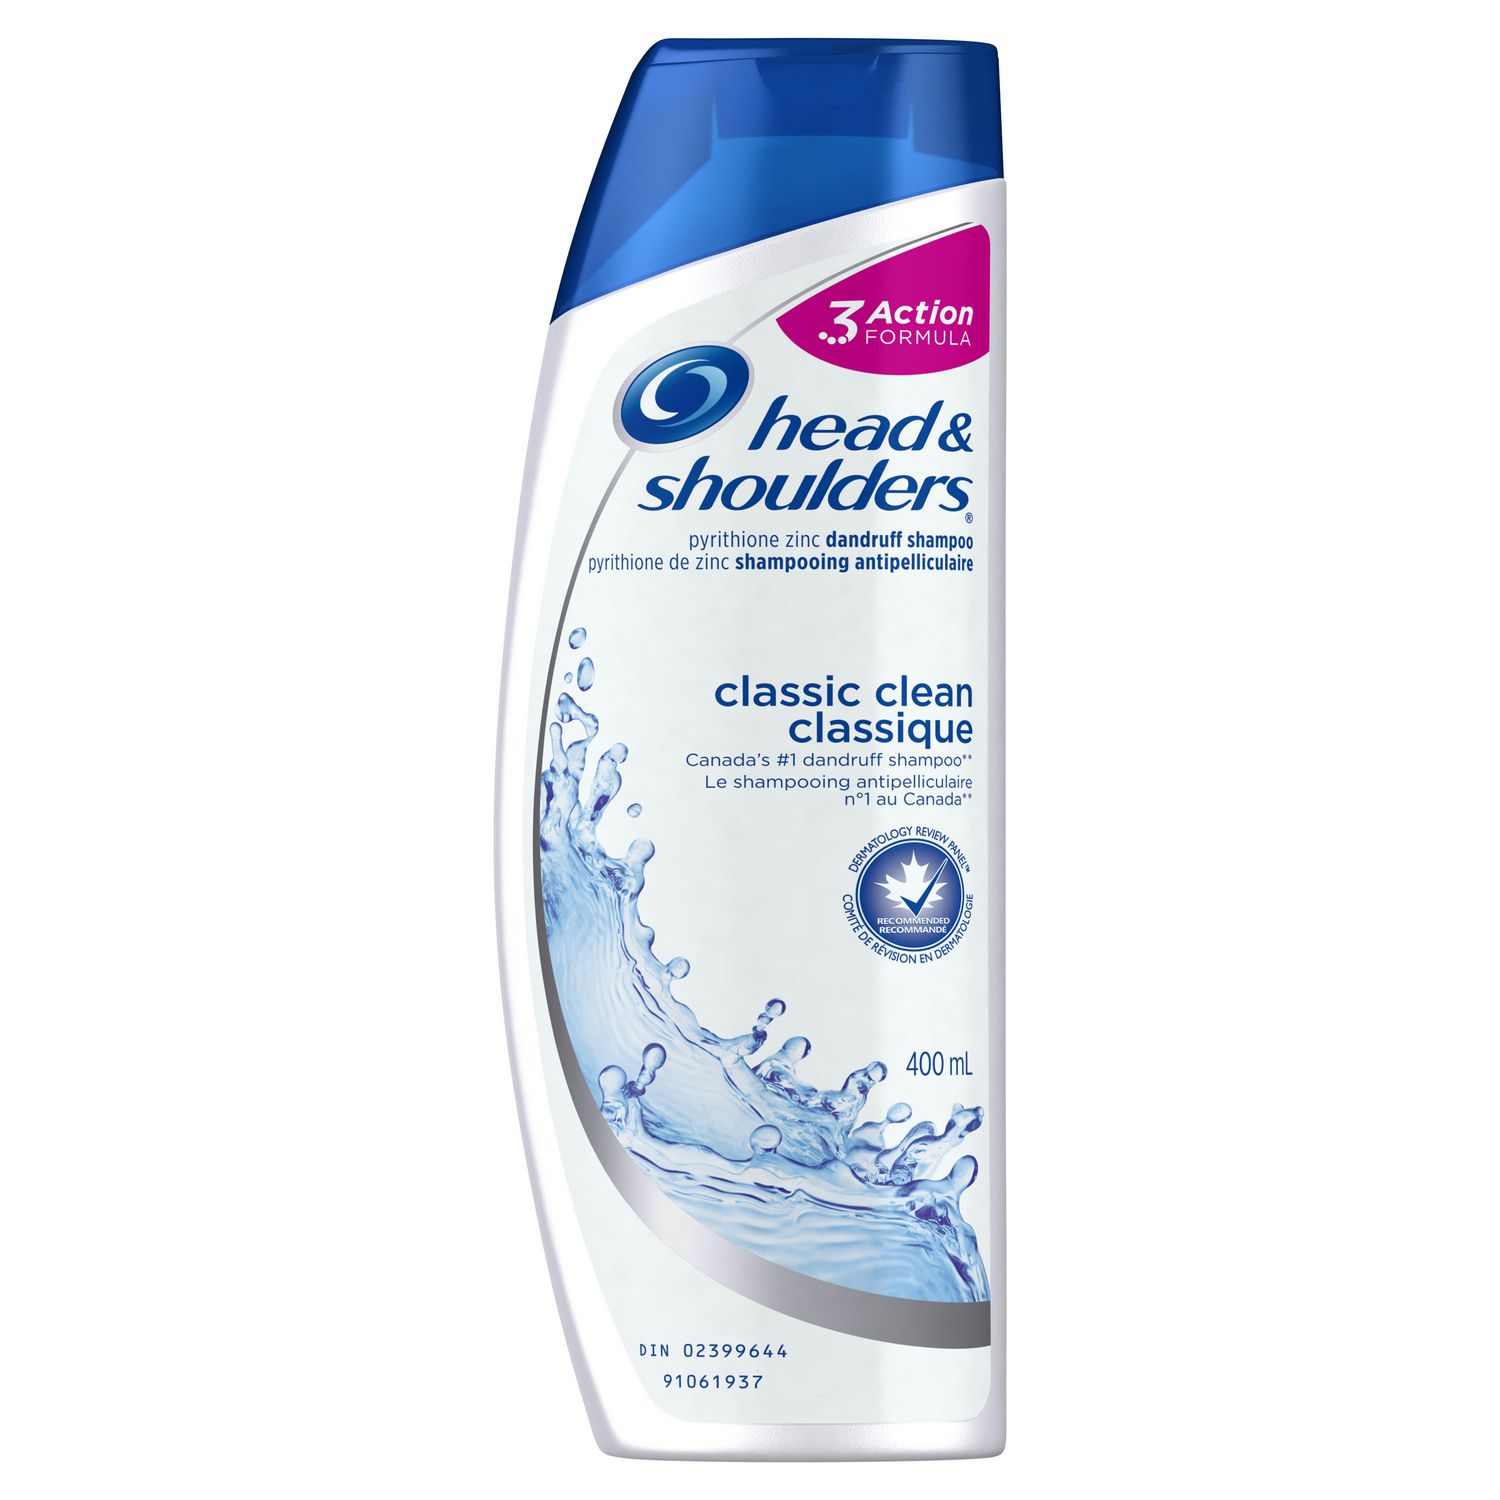 3 Action
FORMULA
head &
shoulders®
pyrithione zinc dandruff shampoo
pyrithione de zinc shampooing antipelliculaire
classic clean
classique
Canada's #1 dandruff shampoo**
Le shampooing antipelliculaire
n°1 au Canada**
DERMATOLOGY REVIEW PANEL™
RECOMMENDED
RECOMMANDÉ
COMITÉ DE RÉVISION EN DERMATOLOGIE
400 mL
DIN 02399644
91061937